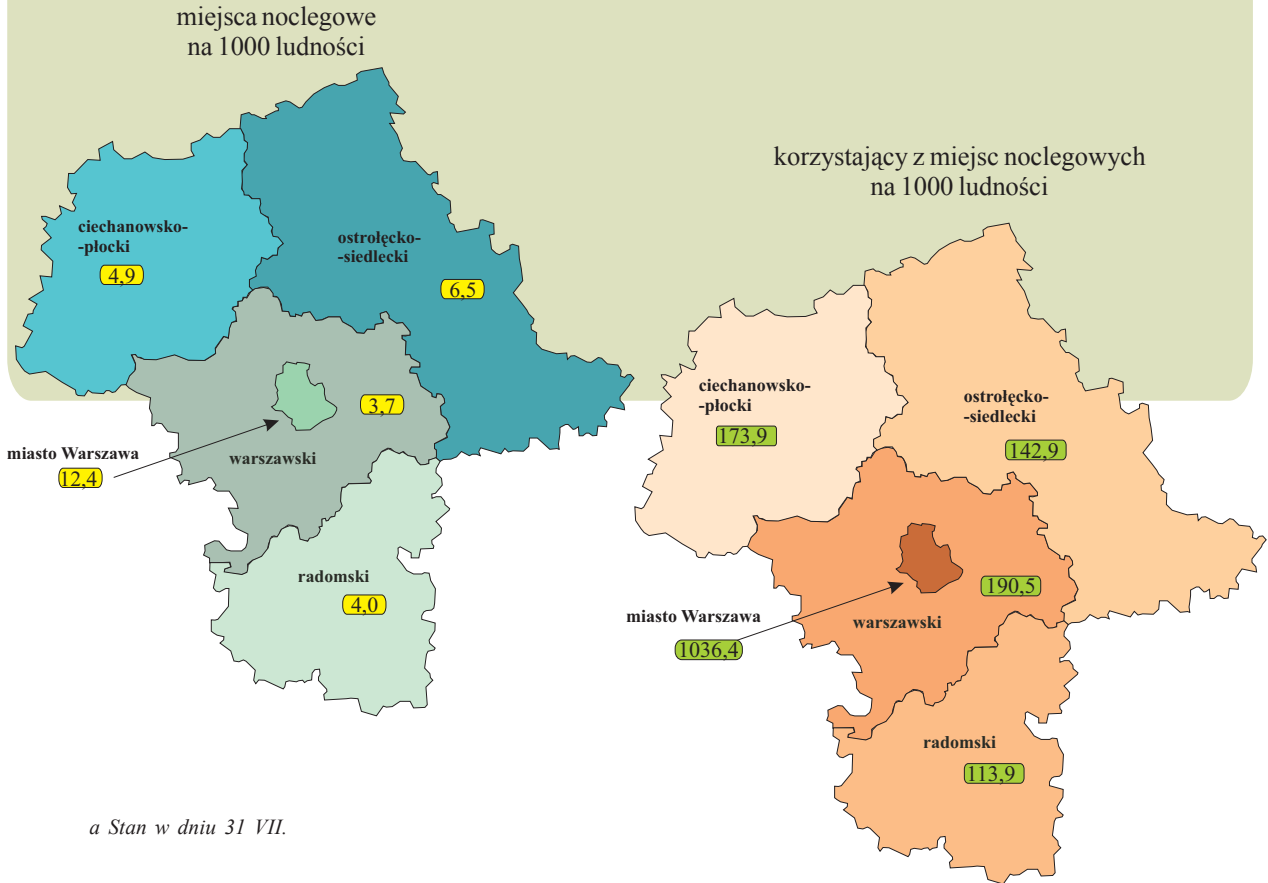 miejsca noclegowe
na 1000 ludności
ciechanowsko-
-płocki
4,9
ostrołęcko-
-siedlecki
6,5
3,7
miasto Warszawa
12,4
warszawski
radomski
4,0
korzystający z miejsc noclegowych
na 1000 ludności
ciechanowsko-
-płocki
173,9
ostrołęcko-
-siedlecki
142,9
190,5
miasto Warszawa
1036,4
warszawski
radomski
113,9
a Stan w dniu 31 VII.